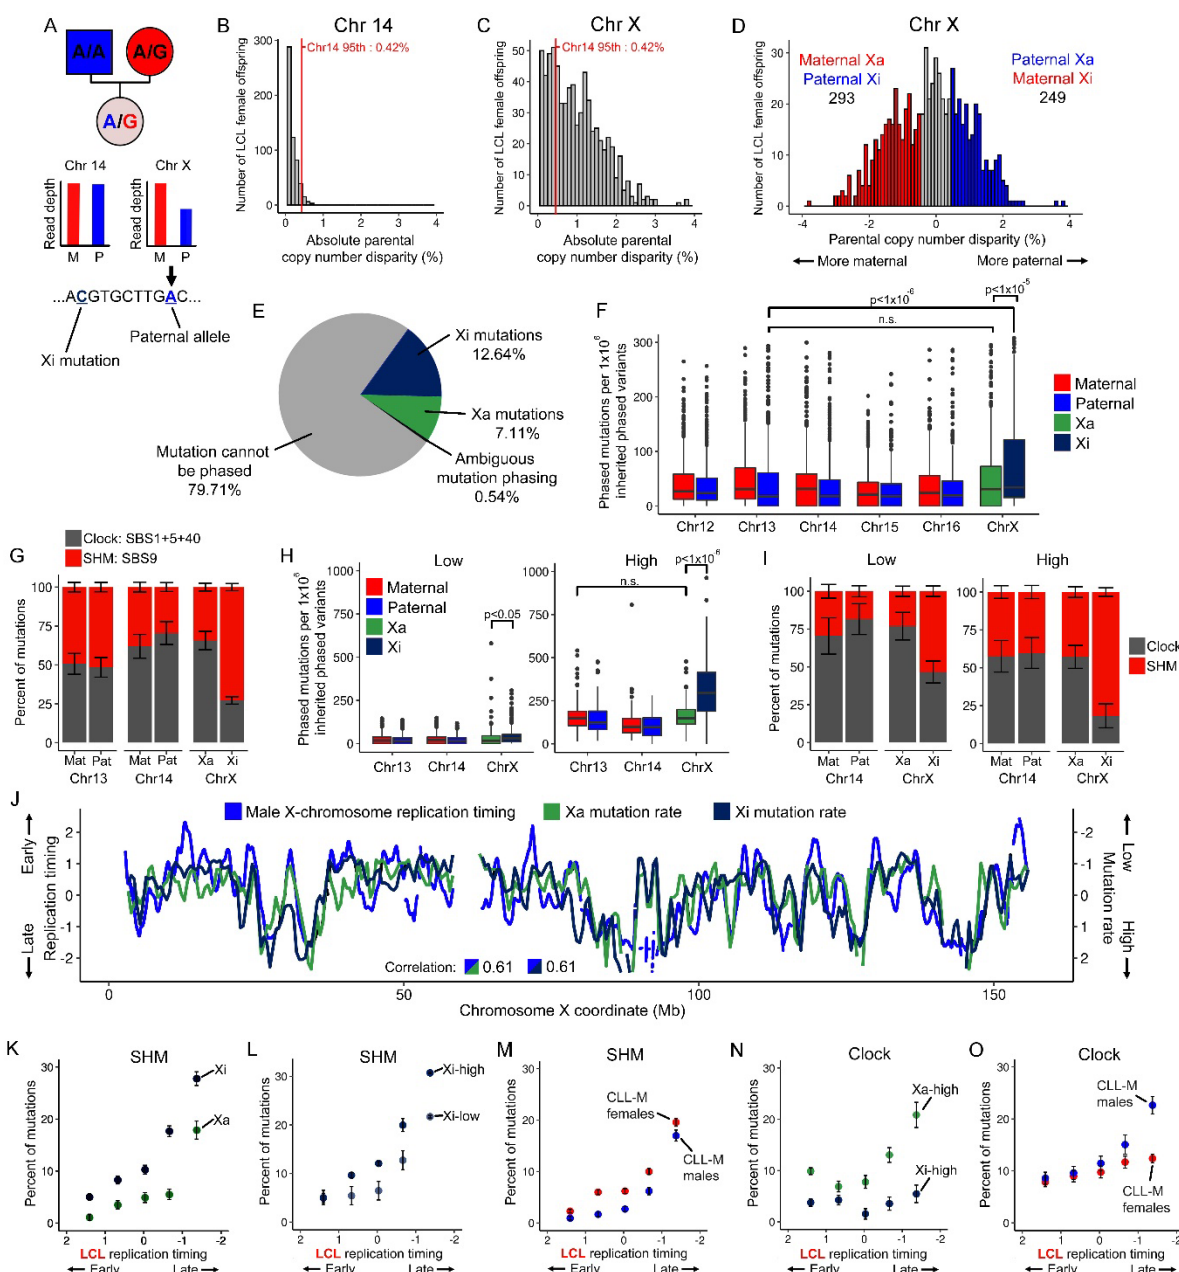 A
A/A
A/G
A/G
Chr 14
Chr X
Read depth
Read depth
M P
M P
...ACGTGCTTGAC...
Xi mutation
Paternal allele
B
Chr 14
Chr14 95th : 0.42%
Number of LCL female offspring
300
200
100
0
0 1 2 3 4
Absolute parental
copy number disparity (%)
C
Chr X
Chr14 95th : 0.42%
Number of LCL female offspring
50
40
30
20
10
0
0 1 2 3 4
Absolute parental
copy number disparity (%)
D
Chr X
Maternal Xa
Paternal Xi
293
Paternal Xa
Maternal Xi
249
Number of LCL female offspring
30
20
10
0
-4 -2 0 2 4
Parental copy number disparity (%)
More maternal
More paternal
E
Xi mutations
12.64%
Xa mutations
7.11%
Ambiguous
mutation phasing
0.54%
Mutation cannot
be phased
79.71%
F
p<1x10-6
p<1x10-5
n.s.
Phased mutations per 1x106
inherited phased variants
300
200
100
0
Chr12 Chr13 Chr14 Chr15 Chr16 ChrX
Maternal
Paternal
Xa
Xi
G
Clock: SBS1+5+40
SHM: SBS9
Percent of mutations
100
75
50
25
0
Mat Pat Mat Pat Xa Xi
Chr13 Chr14 ChrX
H
Low
High
Phased mutations per 1x106
inherited phased variants
1000
750
500
250
0
Maternal
Paternal
Xa
Xi
p<0.05
Chr13 Chr14 ChrX
1000
750
500
250
0
n.s.
p<1x10-6
Chr13 Chr14 ChrX
I
Low
High
Percent of mutations
100
75
50
25
0
Mat Pat Xa Xi
Chr14 ChrX
100
75
50
25
0
Mat Pat Xa Xi
Chr14 ChrX
Clock
SHM
J
Male X-chromosome replication timing
Xa mutation rate
Xi mutation rate
Early
Late
Replication timing
2
1
0
-1
-2
-2
-1
0
1
2
Low
High
Mutation rate
Correlation: 0.61 0.61
0 50 100 150
Chromosome X coordinate (Mb)
K
SHM
Percent of mutations
30
20
10
0
Xi
Xa
2 1 0 -1 -2
LCL replication timing
Early Late
L
SHM
Percent of mutations
30
20
10
0
Xi-high
Xi-low
2 1 0 -1 -2
LCL replication timing
Early Late
M
SHM
Percent of mutations
30
20
10
0
CLL-M
females
CLL-M
males
2 1 0 -1 -2
LCL replication timing
Early Late
N
Clock
Percent of mutations
30
20
10
0
Xa-high
Xi-high
2 1 0 -1 -2
LCL replication timing
Early Late
O
Clock
Percent of mutations
30
20
10
0
CLL-M
males
CLL-M
females
2 1 0 -1 -2
LCL replication timing
Early Late